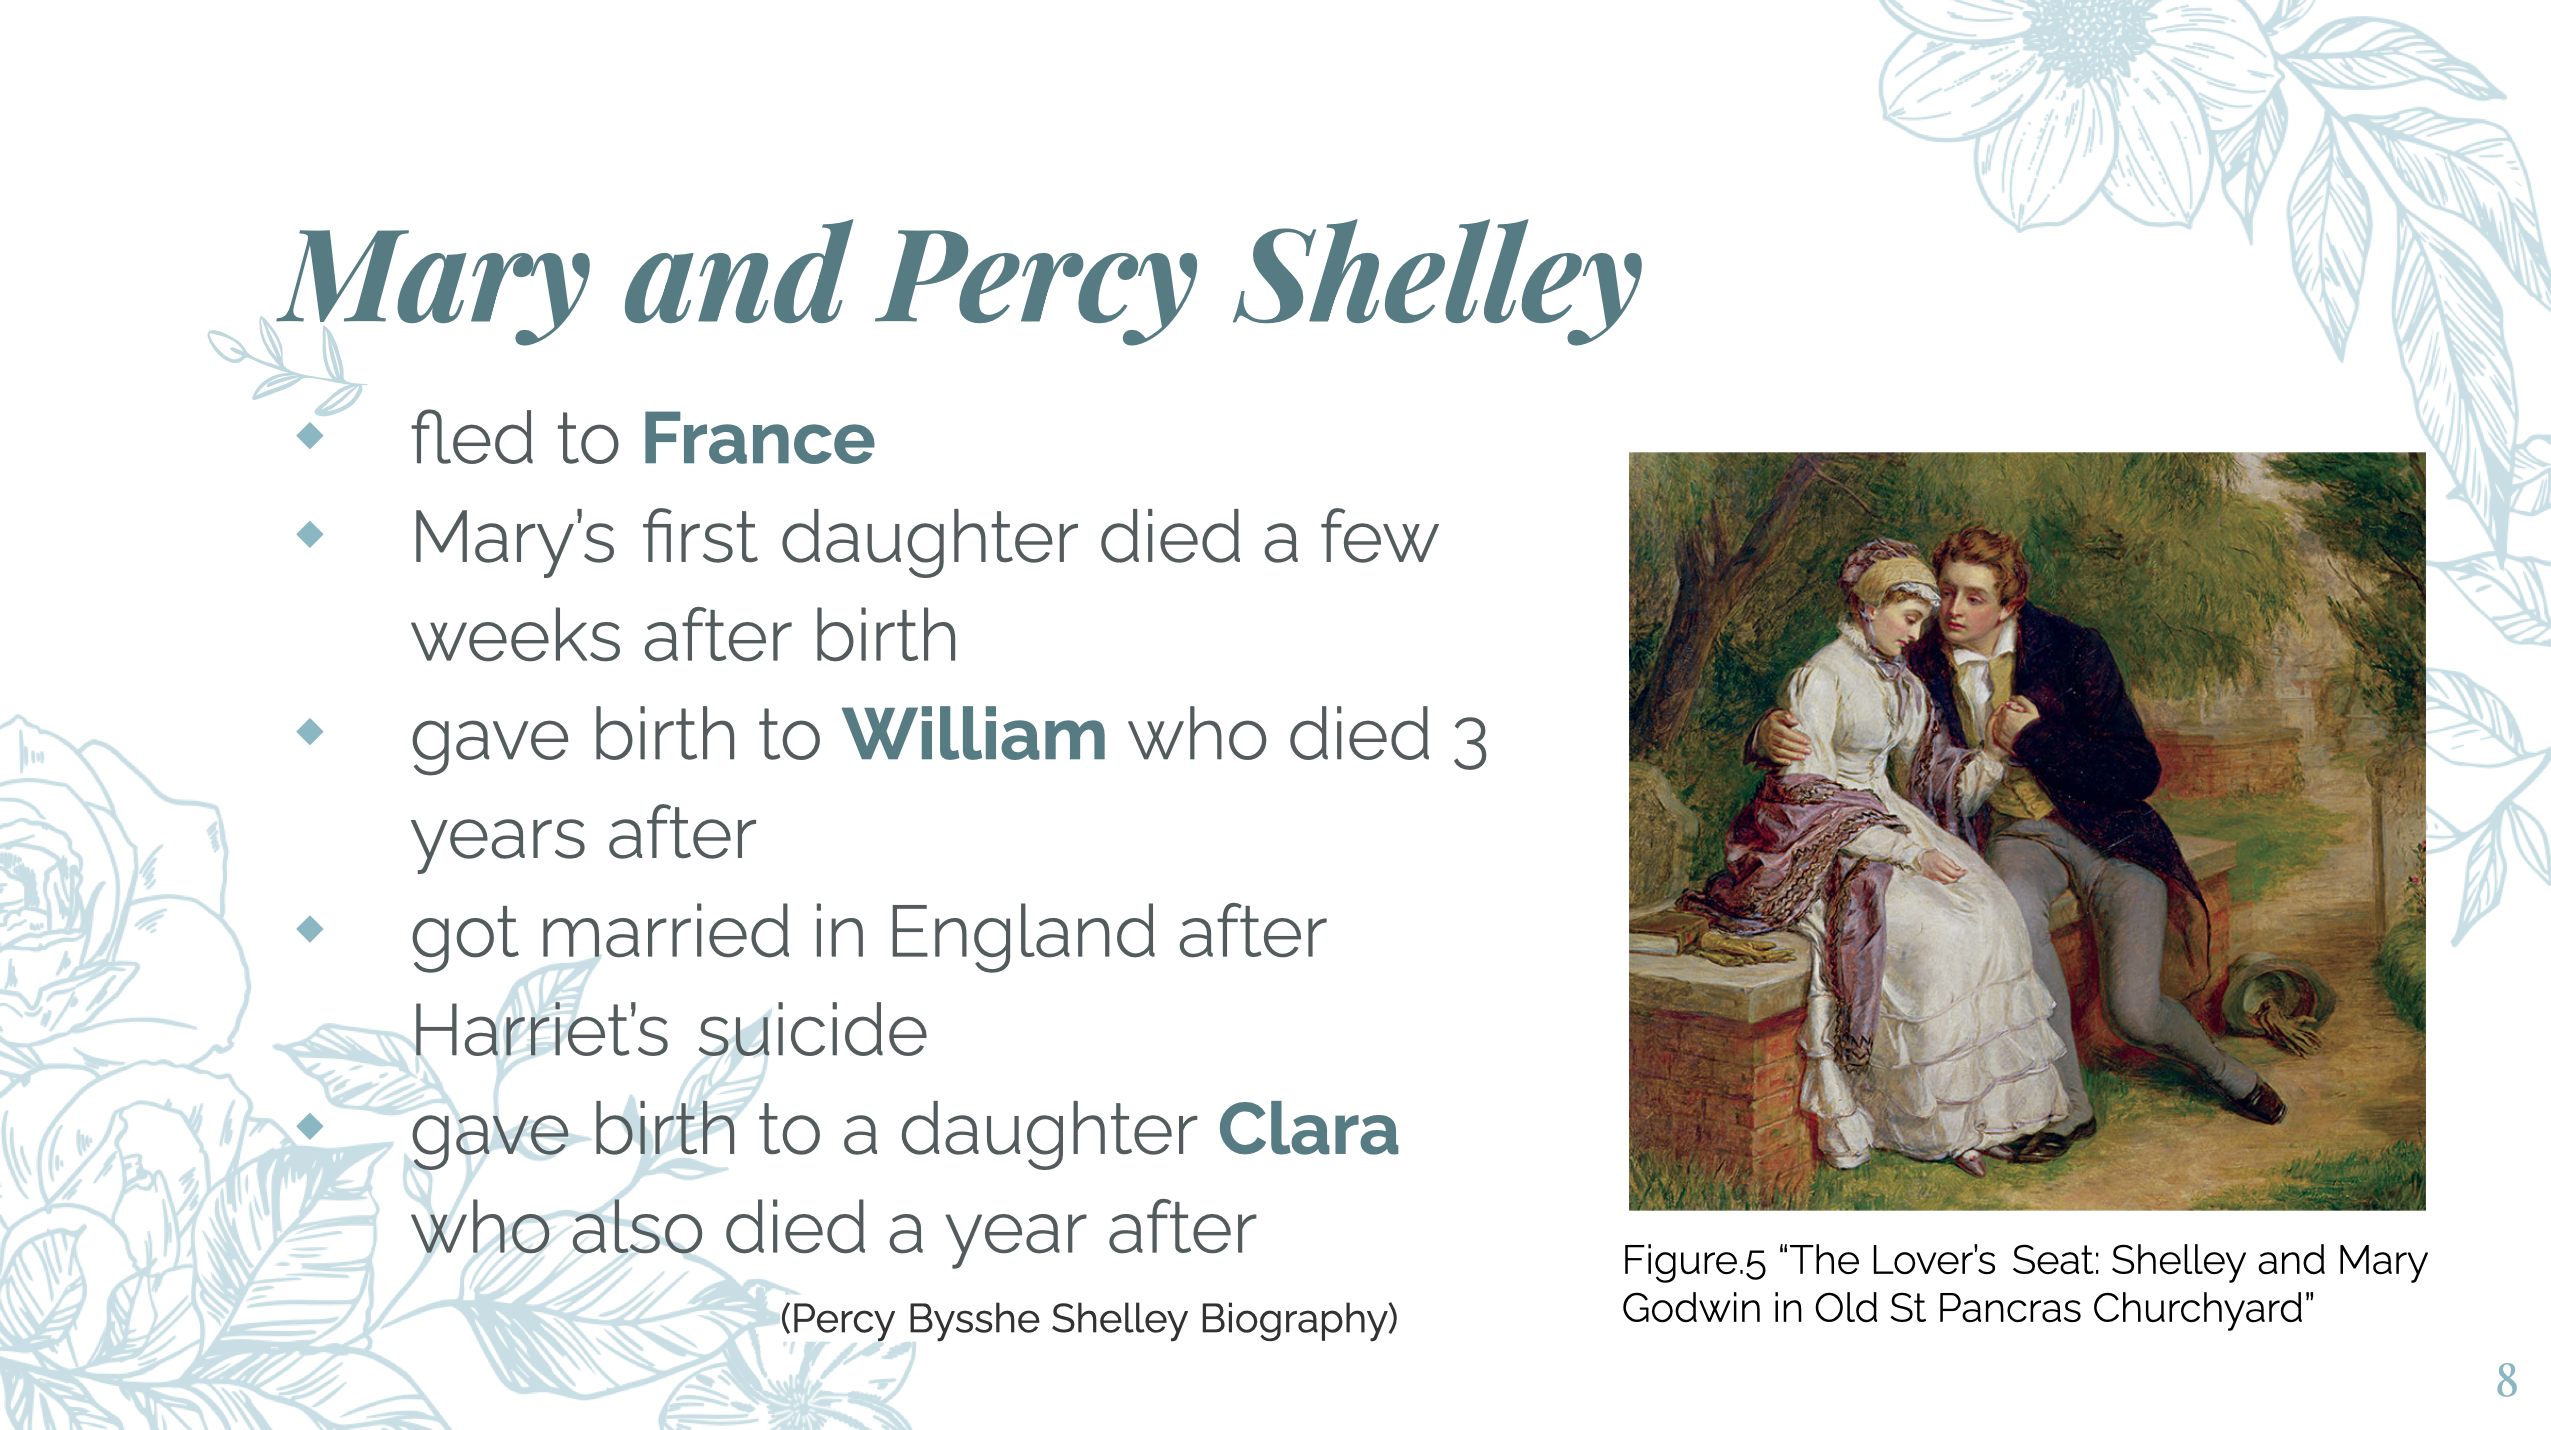 Mary and Percy Shelley
fled to France
Mary’s first daughter died a few
weeks after birth
gave birth to William who died 3
years after
got married in England after
Harriet’s suicide
gave birth to a daughter Clara
who also died a year after
(Percy Bysshe Shelley Biography)
Figure.5 “The Lover’s Seat: Shelley and Mary
Godwin in Old St Pancras Churchyard”
8